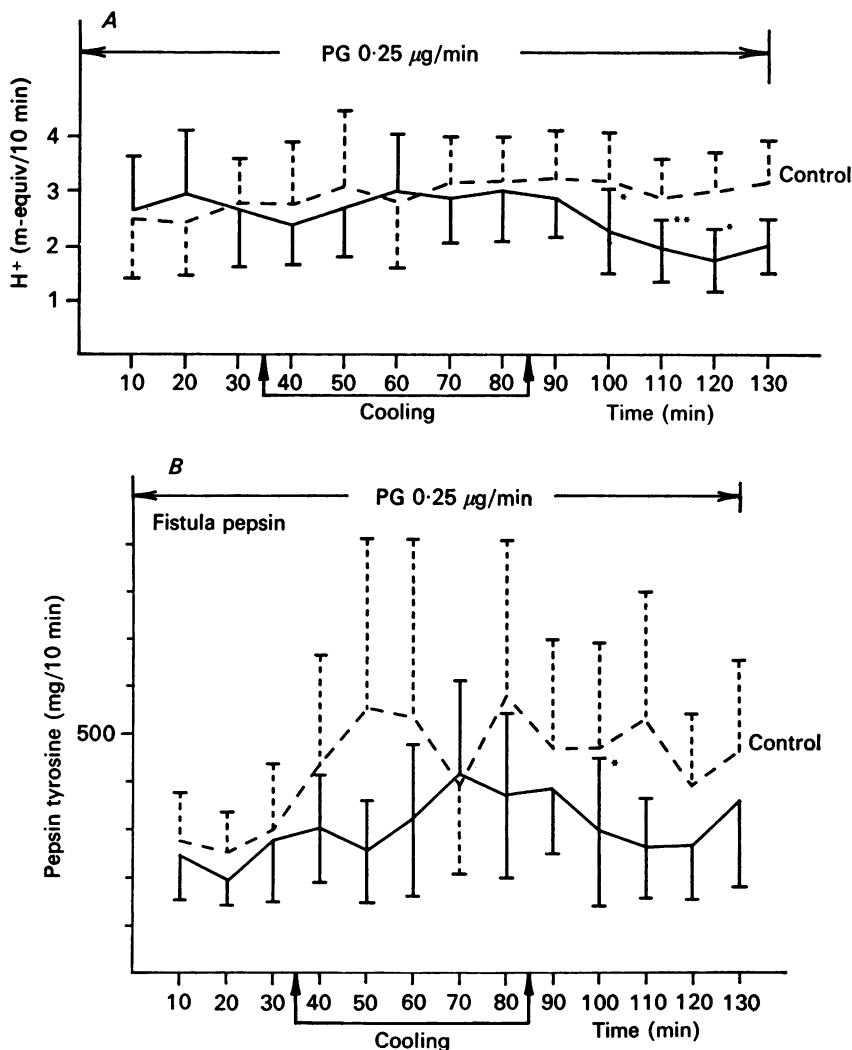 A
PG 0·25 μg/min
H+ (m-equiv/10 min)
4
3
2
1
Control
*
**
*
10 20 30 40 50 60 70 80 90 100 110 120 130
Cooling
Time (min)
B
PG 0·25 μg/min
Fistula pepsin
Pepsin tyrosine (mg/10 min)
500
Control
*
10 20 30 40 50 60 70 80 90 100 110 120 130
Cooling
Time (min)